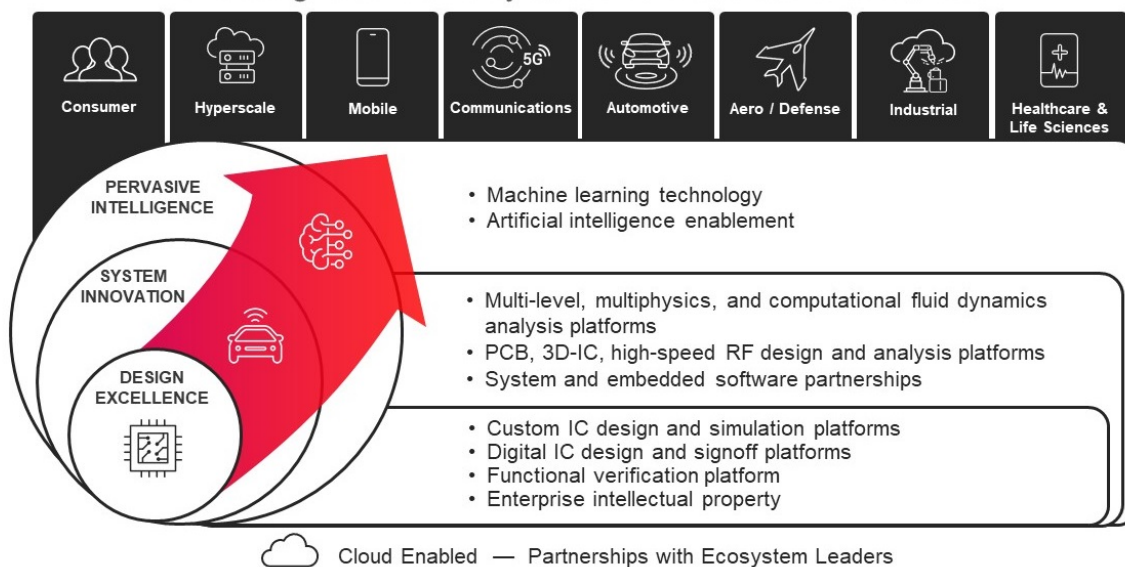 Consumer
Hyperscale
Mobile
5G
Communications
Automotive
Aero / Defense
Industrial
Healthcare &
Life Sciences
PERVASIVE
INTELLIGENCE
• Machine learning technology
• Artificial intelligence enablement
SYSTEM
INNOVATION
• Multi-level, multiphysics, and computational fluid dynamics
analysis platforms
• PCB, 3D-IC, high-speed RF design and analysis platforms
• System and embedded software partnerships
DESIGN
EXCELLENCE
• Custom IC design and simulation platforms
• Digital IC design and signoff platforms
• Functional verification platform
• Enterprise intellectual property
Cloud Enabled — Partnerships with Ecosystem Leaders